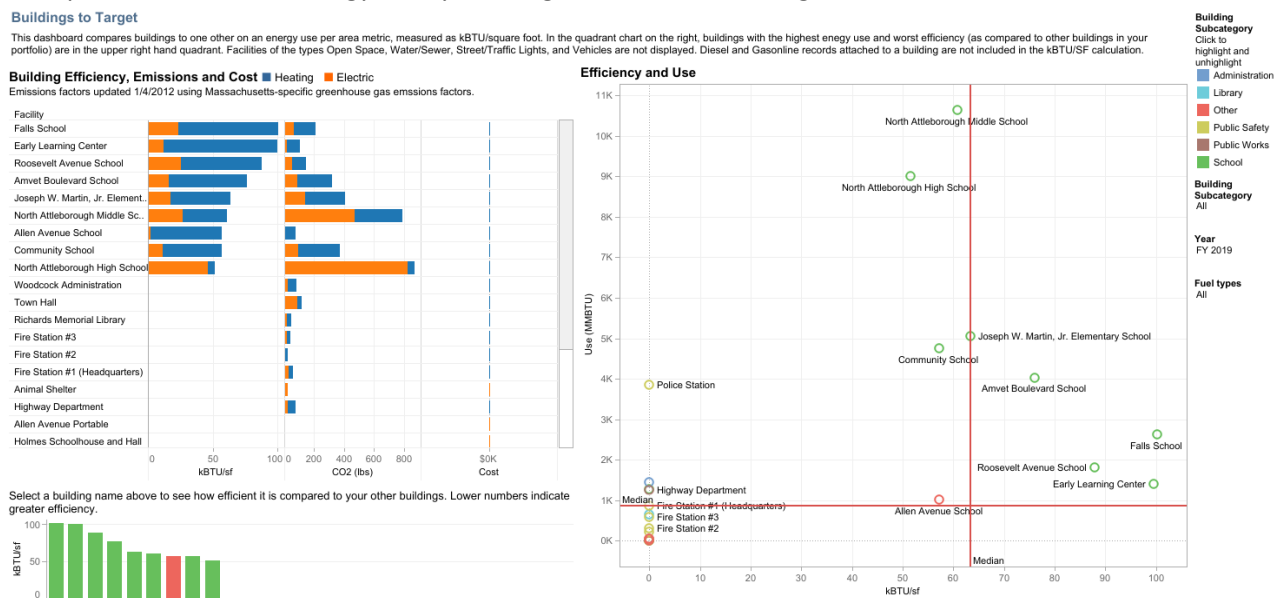 Buildings to Target
This dashboard compares buildings to one other on an energy use per area metric, measured as kBTU/square foot. In the quadrant chart on the right, buildings with the highest enegy use and worst efficiency (as compared to other buildings in your
portfolio) are in the upper right hand quadrant. Facilities of the types Open Space, Water/Sewer, Street/Traffic Lights, and Vehicles are not displayed. Diesel and Gasonline records attached to a building are not included in the kBTU/SF calculation.
Building Efficiency, Emissions and Cost Heating Electric
Emissions factors updated 1/4/2012 using Massachusetts-specific greenhouse gas emssions factors.
Facility
Falls School
Early Learning Center
Roosevelt Avenue School
Amvet Boulevard School
Joseph W. Martin, Jr. Element..
North Attleborough Middle Sc..
Allen Avenue School
Community School
North Attleborough High School
Woodcock Administration
Town Hall
Richards Memorial Library
Fire Station #3
Fire Station #2
Fire Station #1 (Headquarters)
Animal Shelter
Highway Department
Allen Avenue Portable
Holmes Schoolhouse and Hall
0 50 100 0 200 400 600 800 $0K
kBTU/sf CO2 (lbs) Cost
Select a building name above to see how efficient it is compared to your other buildings. Lower numbers indicate
greater efficiency.
kBTU/sf
100
50
0
Efficiency and Use
Use (MMBTU)
11K
10K
9K
8K
7K
6K
5K
4K
3K
2K
1K
0K
North Attleborough Middle School
North Attleborough High School
Joseph W. Martin, Jr. Elementary School
Community School
Police Station
Amvet Boulevard School
Falls School
Roosevelt Avenue School
Early Learning Center
Highway Department
Median
Fire Station #1 (Headquarters)
Allen Avenue School
Fire Station #3
Fire Station #2
Median
0 10 20 30 40 50 60 70 80 90 100
kBTU/sf
Building
Subcategory
Click to
highlight and
unhighlight
Administration
Library
Other
Public Safety
Public Works
School
Building
Subcategory
All
Year
FY 2019
Fuel types
All